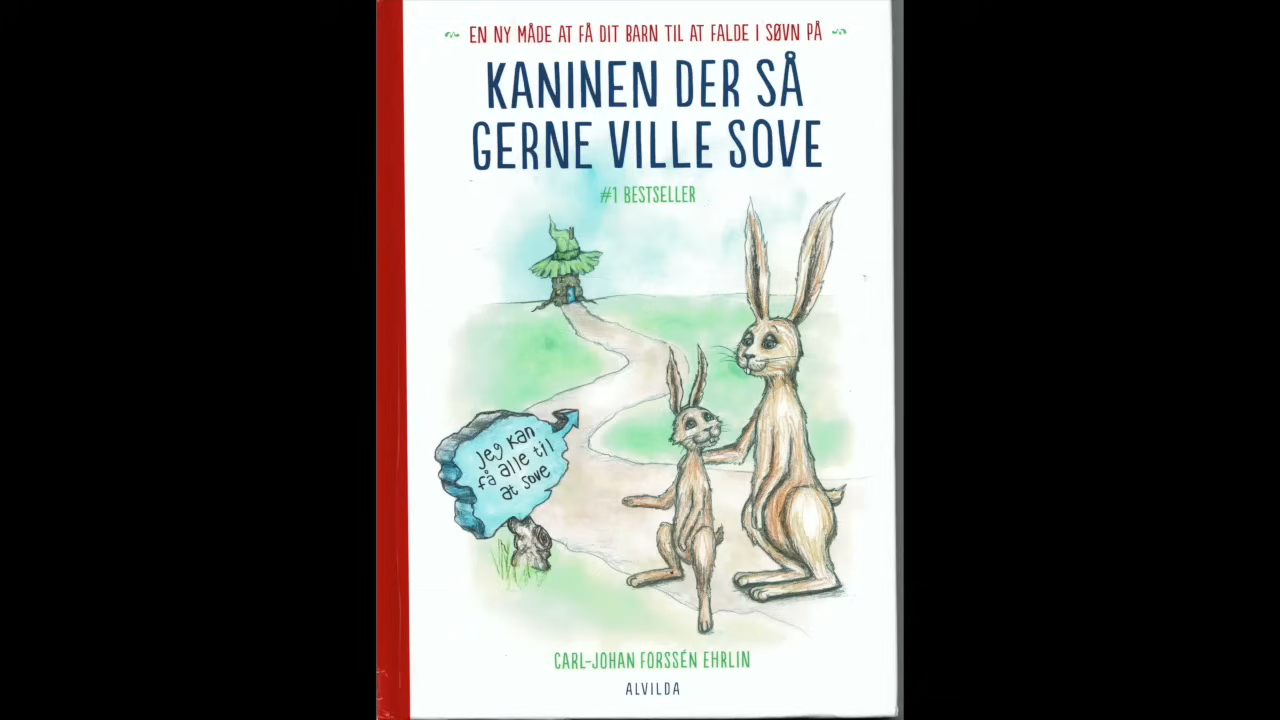 EN NY MÅDE AT FÅ DIT BARN TIL AT FALDE I SØVN PÅ
KANINEN DER SÅ
GERNE VILLE SOVE
#1 BESTSELLER
Jeg kan
få alle til
at sove
CARL-JOHAN FORSSÉN EHRLIN
ALVILDA